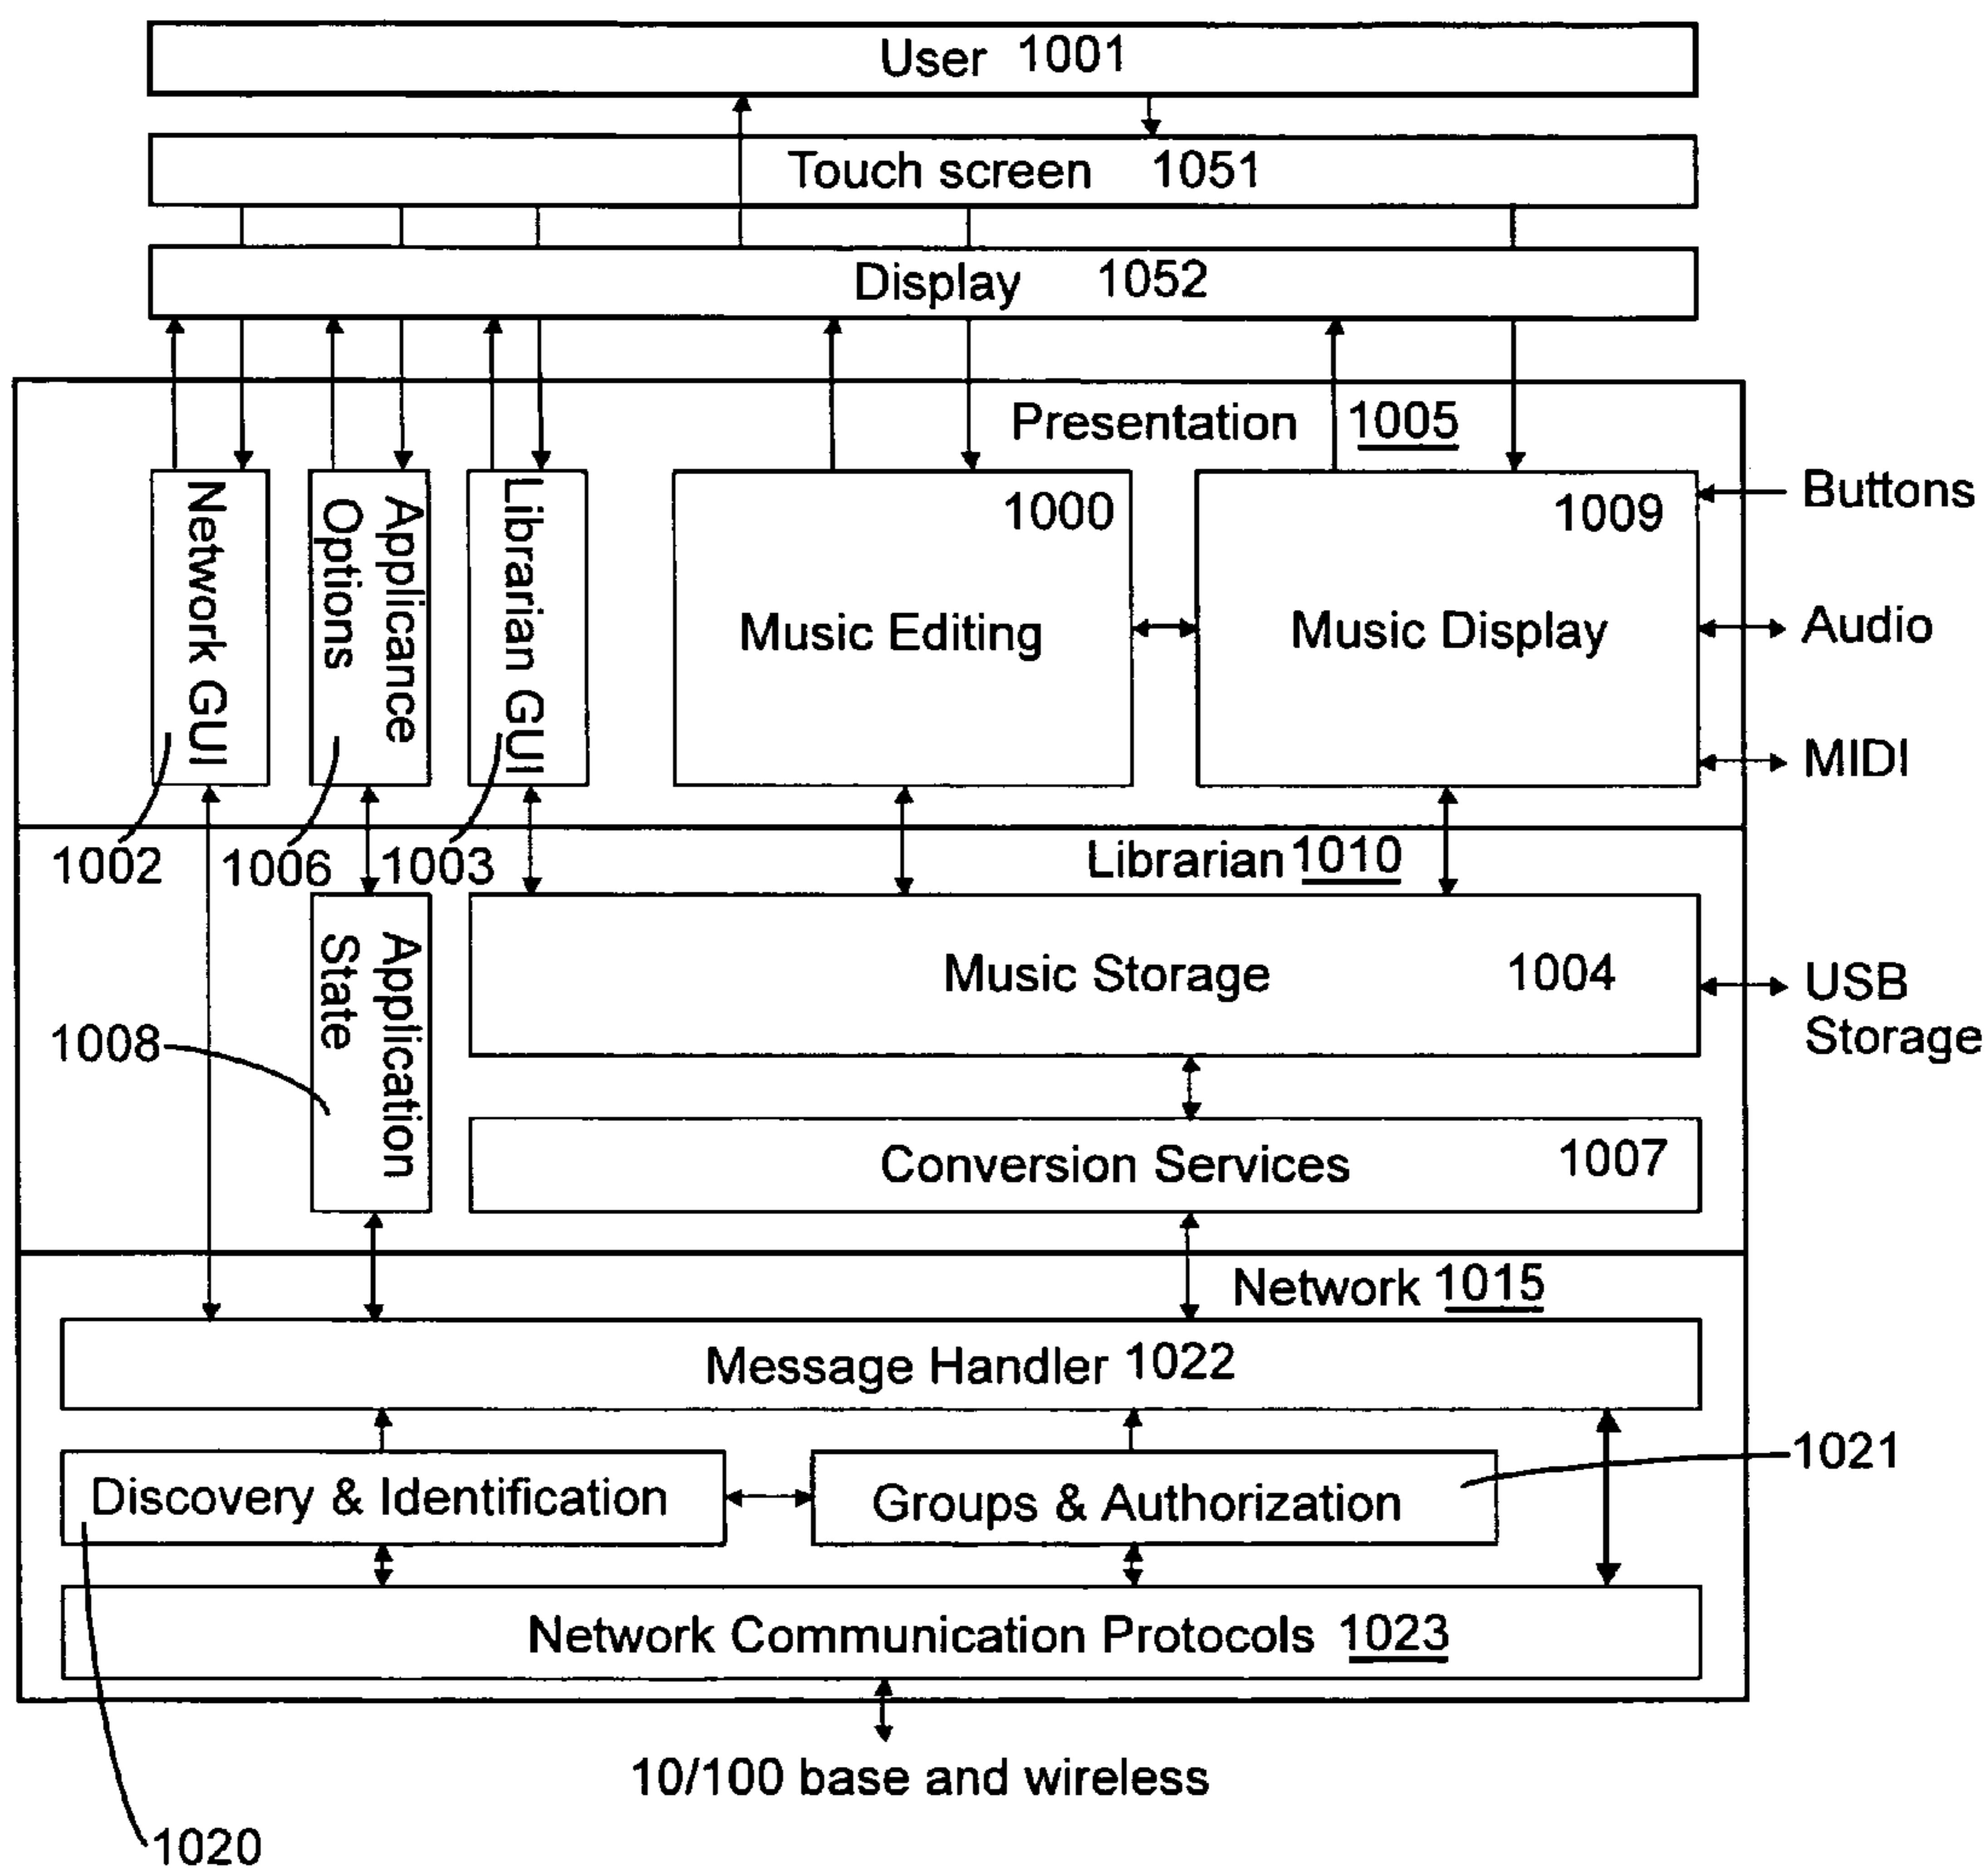 User 1001
Touch screen 1051
Display 1052
Presentation 1005
Network GUI
Applicance
Options
Librarian GUI
1000
Music Editing
1009
Music Display
Buttons
Audio
MIDI
1002
1006
1003
Librarian 1010
Application
State
1008
Music Storage 1004
USB
Storage
Conversion Services 1007
Network 1015
Message Handler 1022
Discovery & Identification
Groups & Authorization
1021
Network Communication Protocols 1023
10/100 base and wireless
1020